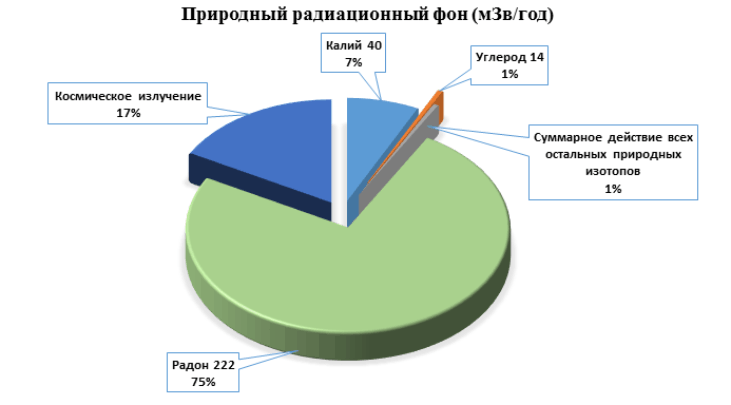 Природный радиационный фон (мЗв/год)
Калий 40
7%
Углерод 14
1%
Космическое излучение
17%
Суммарное действие всех
остальных природных
изотопов
1%
Радон 222
75%